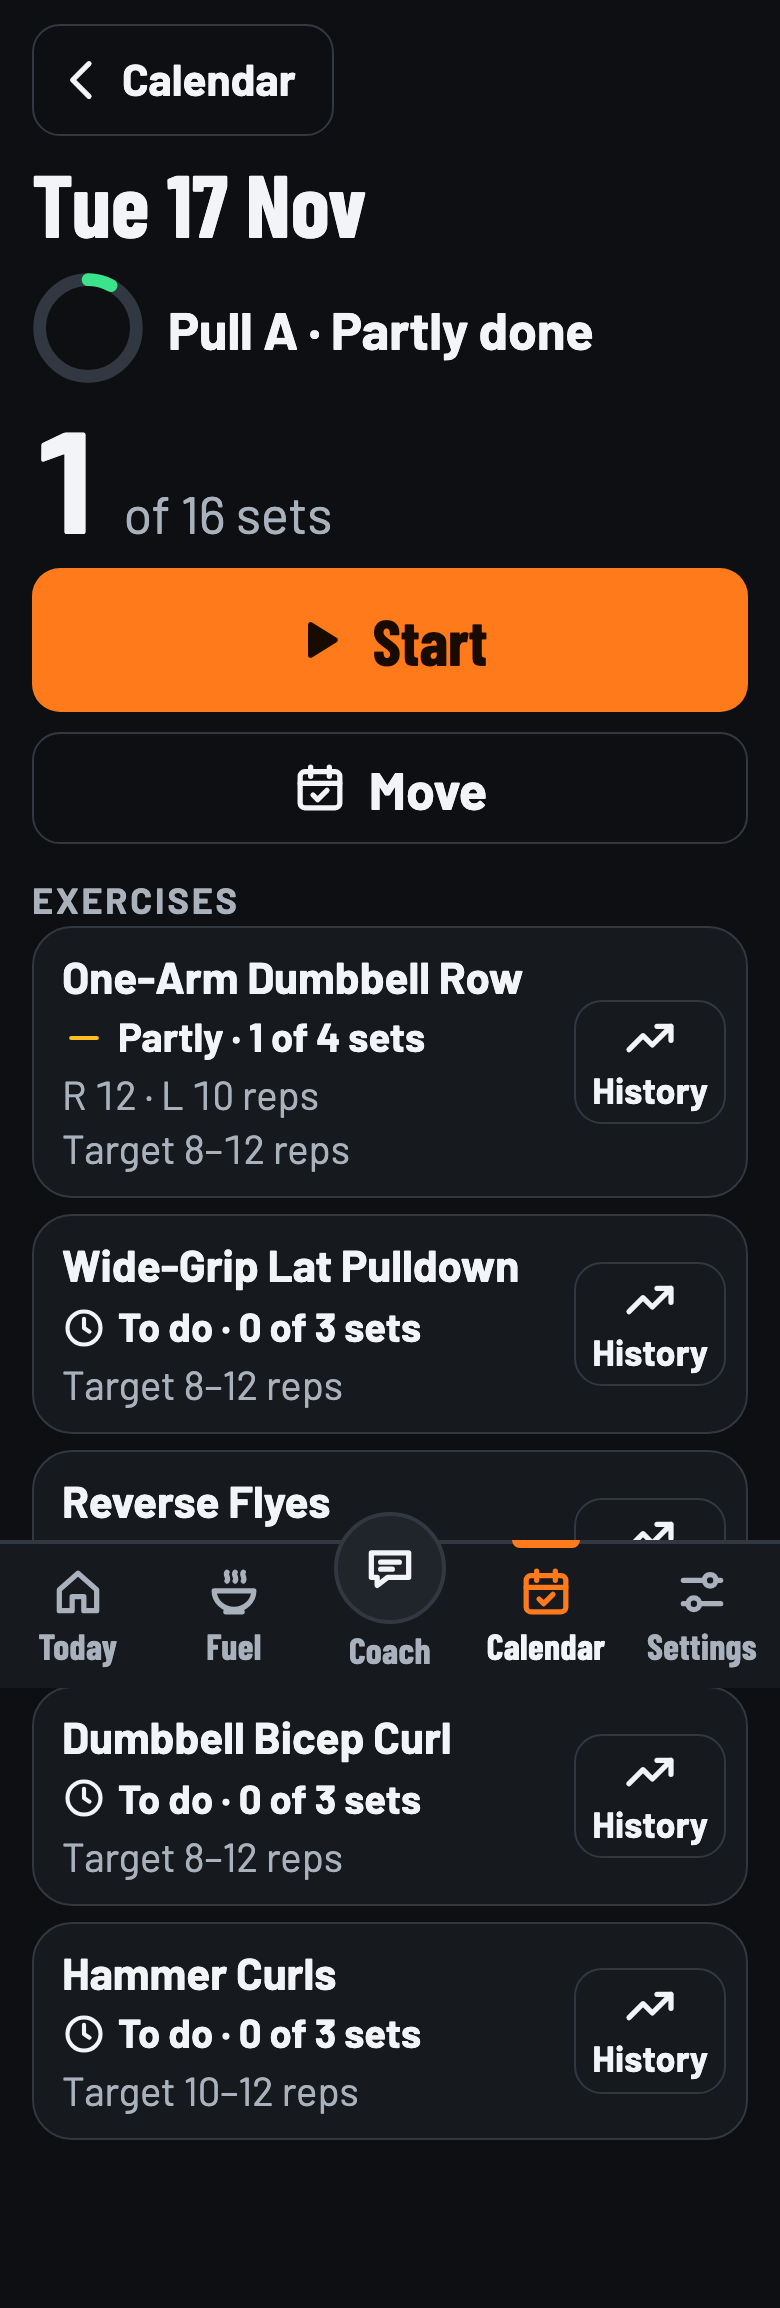 Calendar
Tue 17 Nov
Pull A · Partly done
1 of 16 sets
Start
Move
EXERCISES
One-Arm Dumbbell Row
Partly · 1 of 4 sets
R 12 · L 10 reps
Target 8–12 reps
History
Wide-Grip Lat Pulldown
To do · 0 of 3 sets
Target 8–12 reps
History
Reverse Flyes
Today
Fuel
Coach
Calendar
Settings
Dumbbell Bicep Curl
To do · 0 of 3 sets
Target 8–12 reps
History
Hammer Curls
To do · 0 of 3 sets
Target 10–12 reps
History